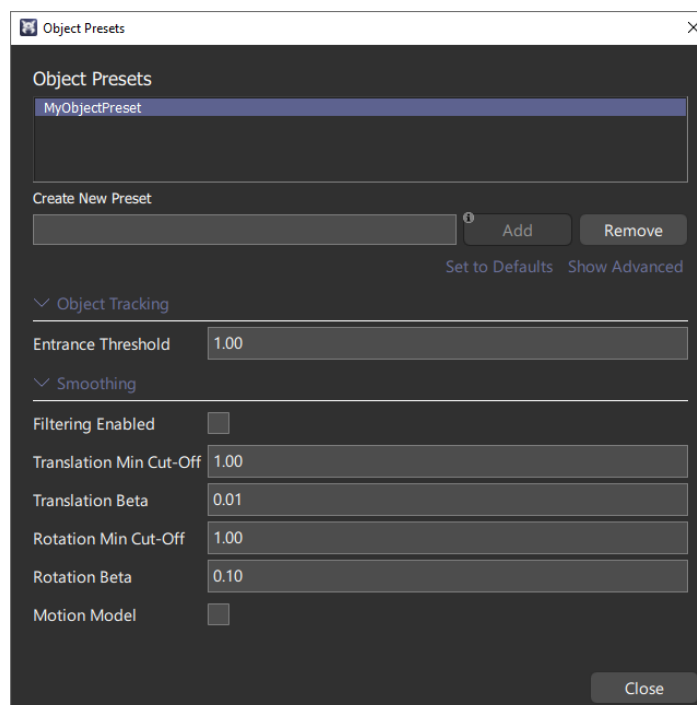 Object Presets
Object Presets
MyObjectPreset
Create New Preset
Add Remove
Set to Defaults Show Advanced
Object Tracking
Entrance Threshold 1.00
Smoothing
Filtering Enabled
Translation Min Cut-Off 1.00
Translation Beta 0.01
Rotation Min Cut-Off 1.00
Rotation Beta 0.10
Motion Model
Close